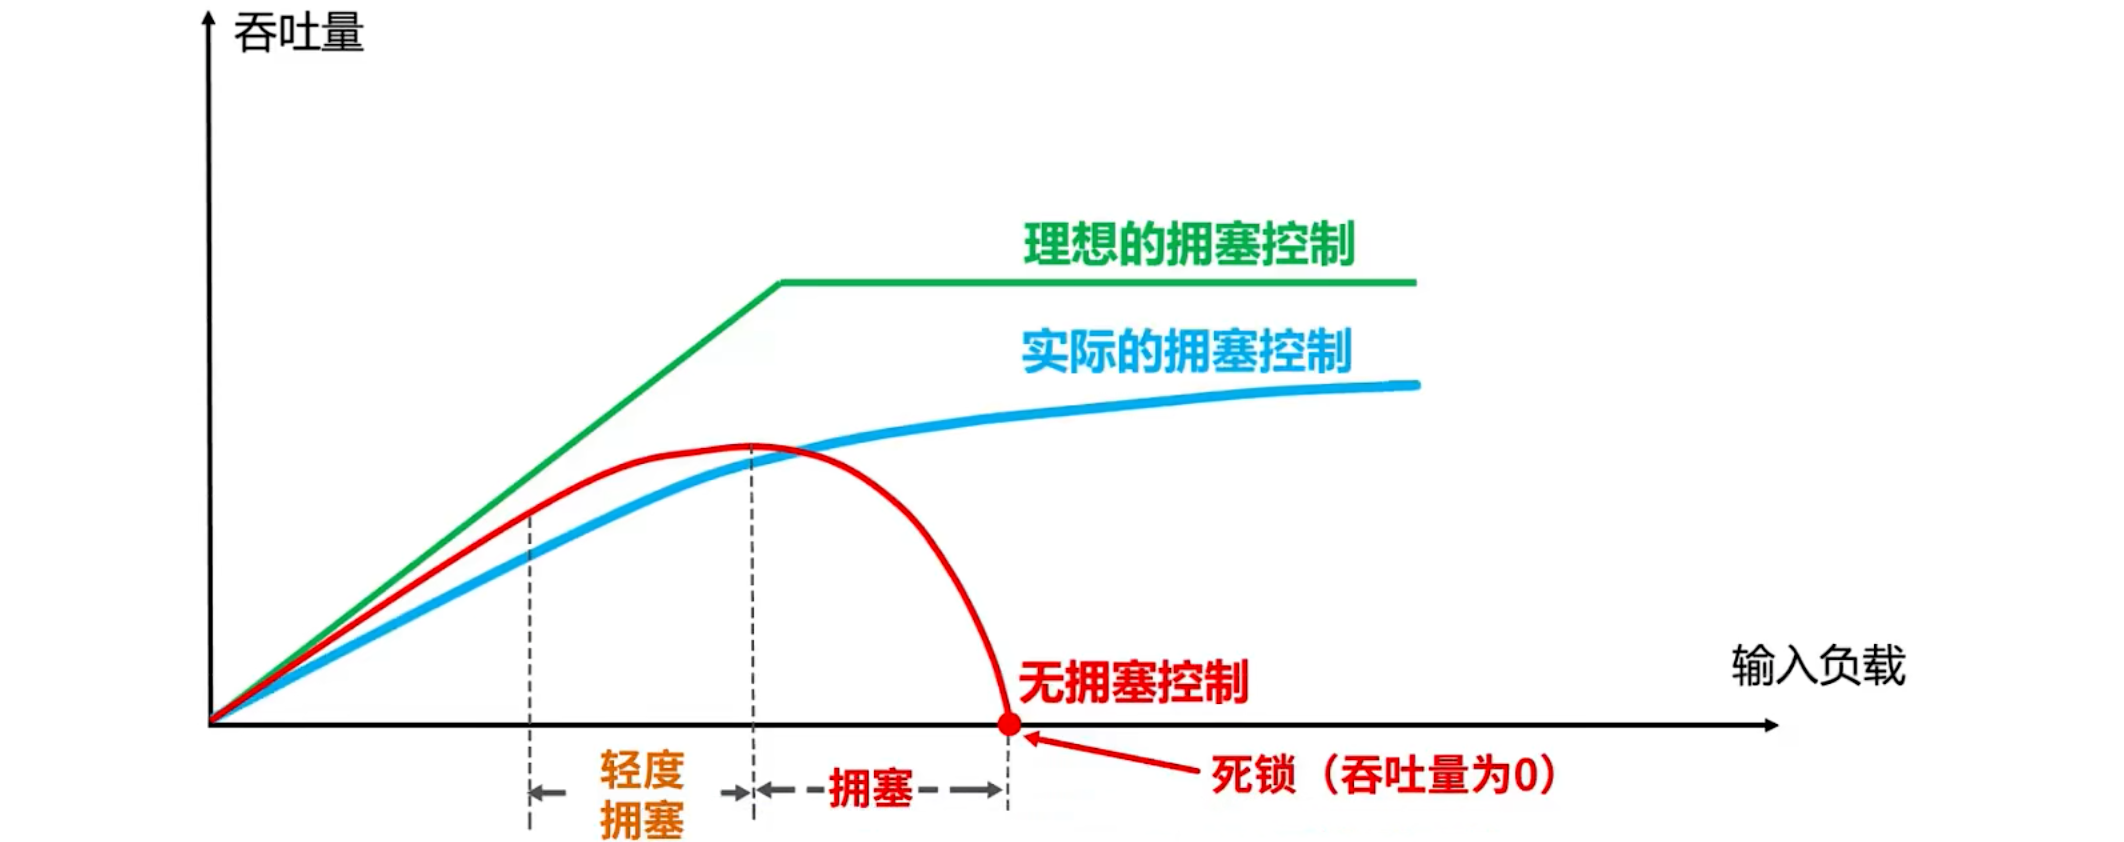 吞吐量
理想的拥塞控制
实际的拥塞控制
输入负载
无拥塞控制
轻度
拥塞
拥塞
死锁（吞吐量为0）